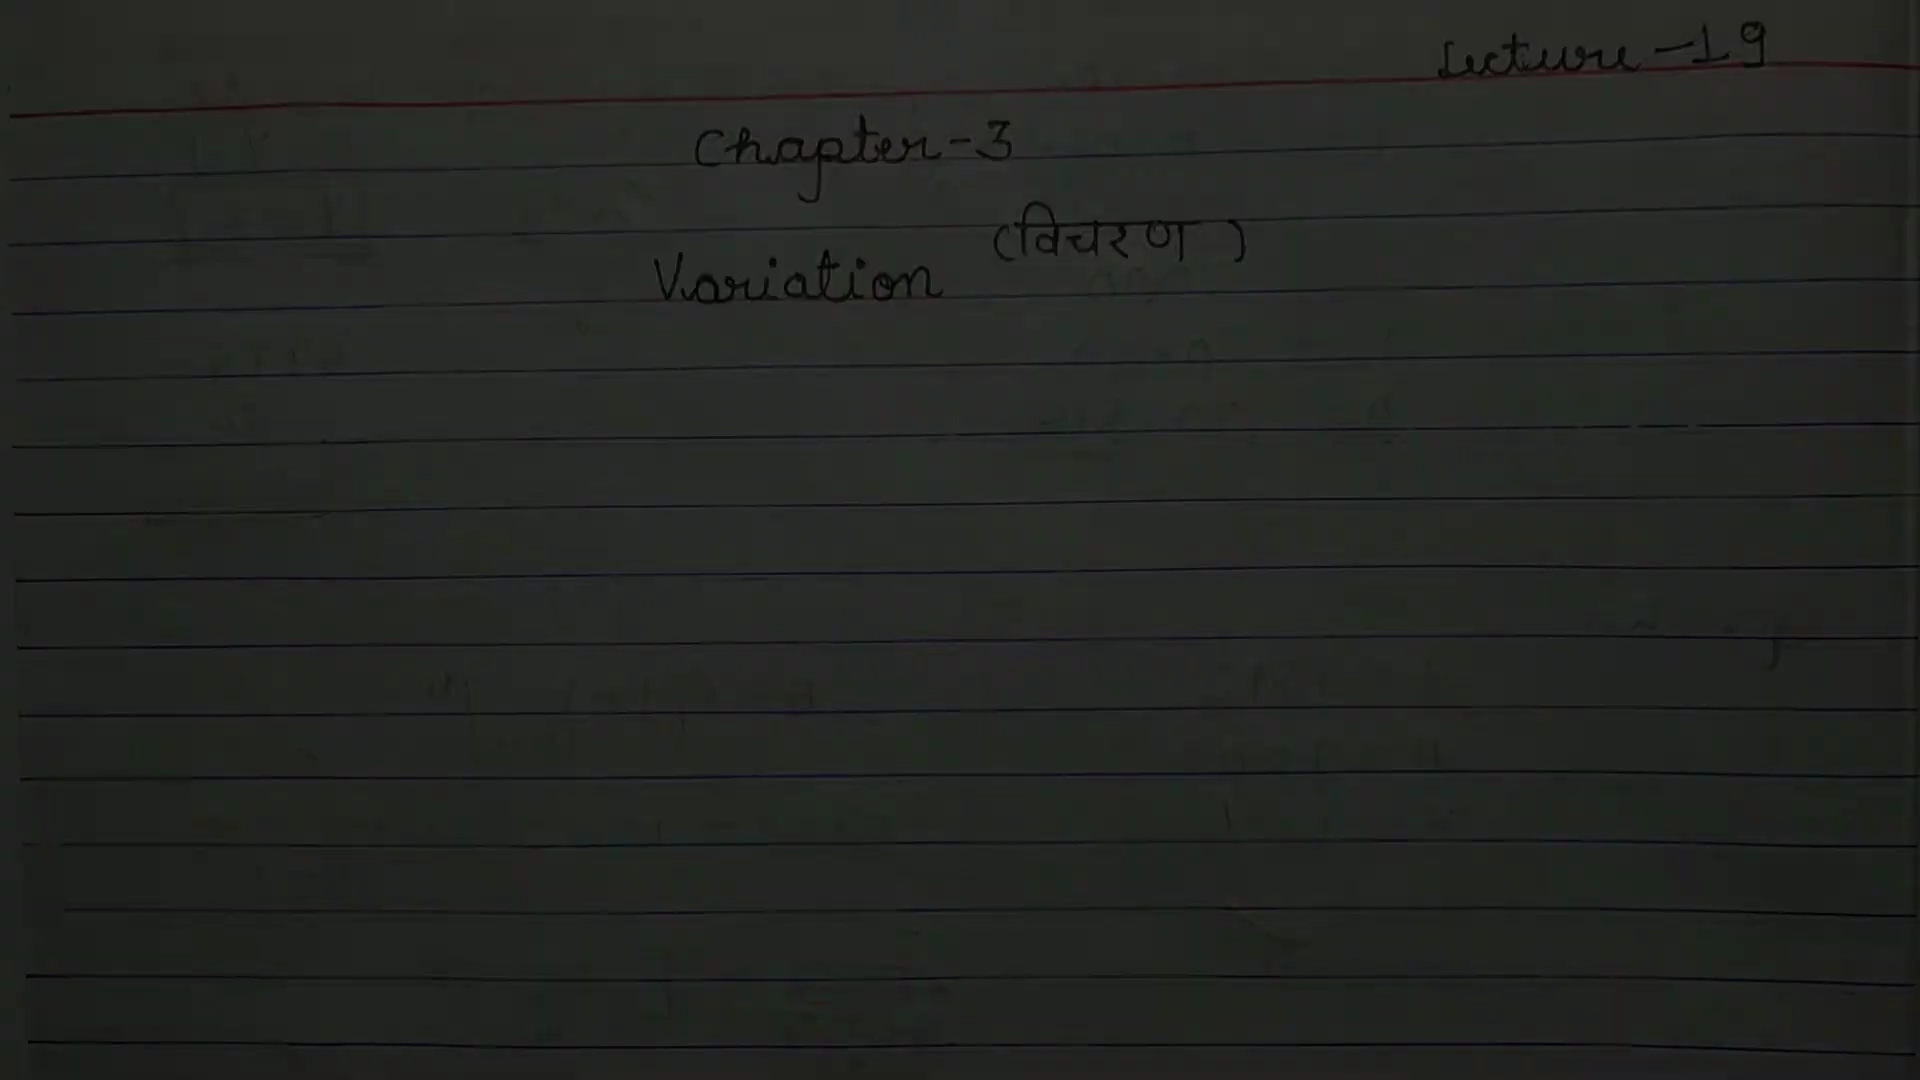 Lecture-19
Chapter-3
(विचरण)
Variation